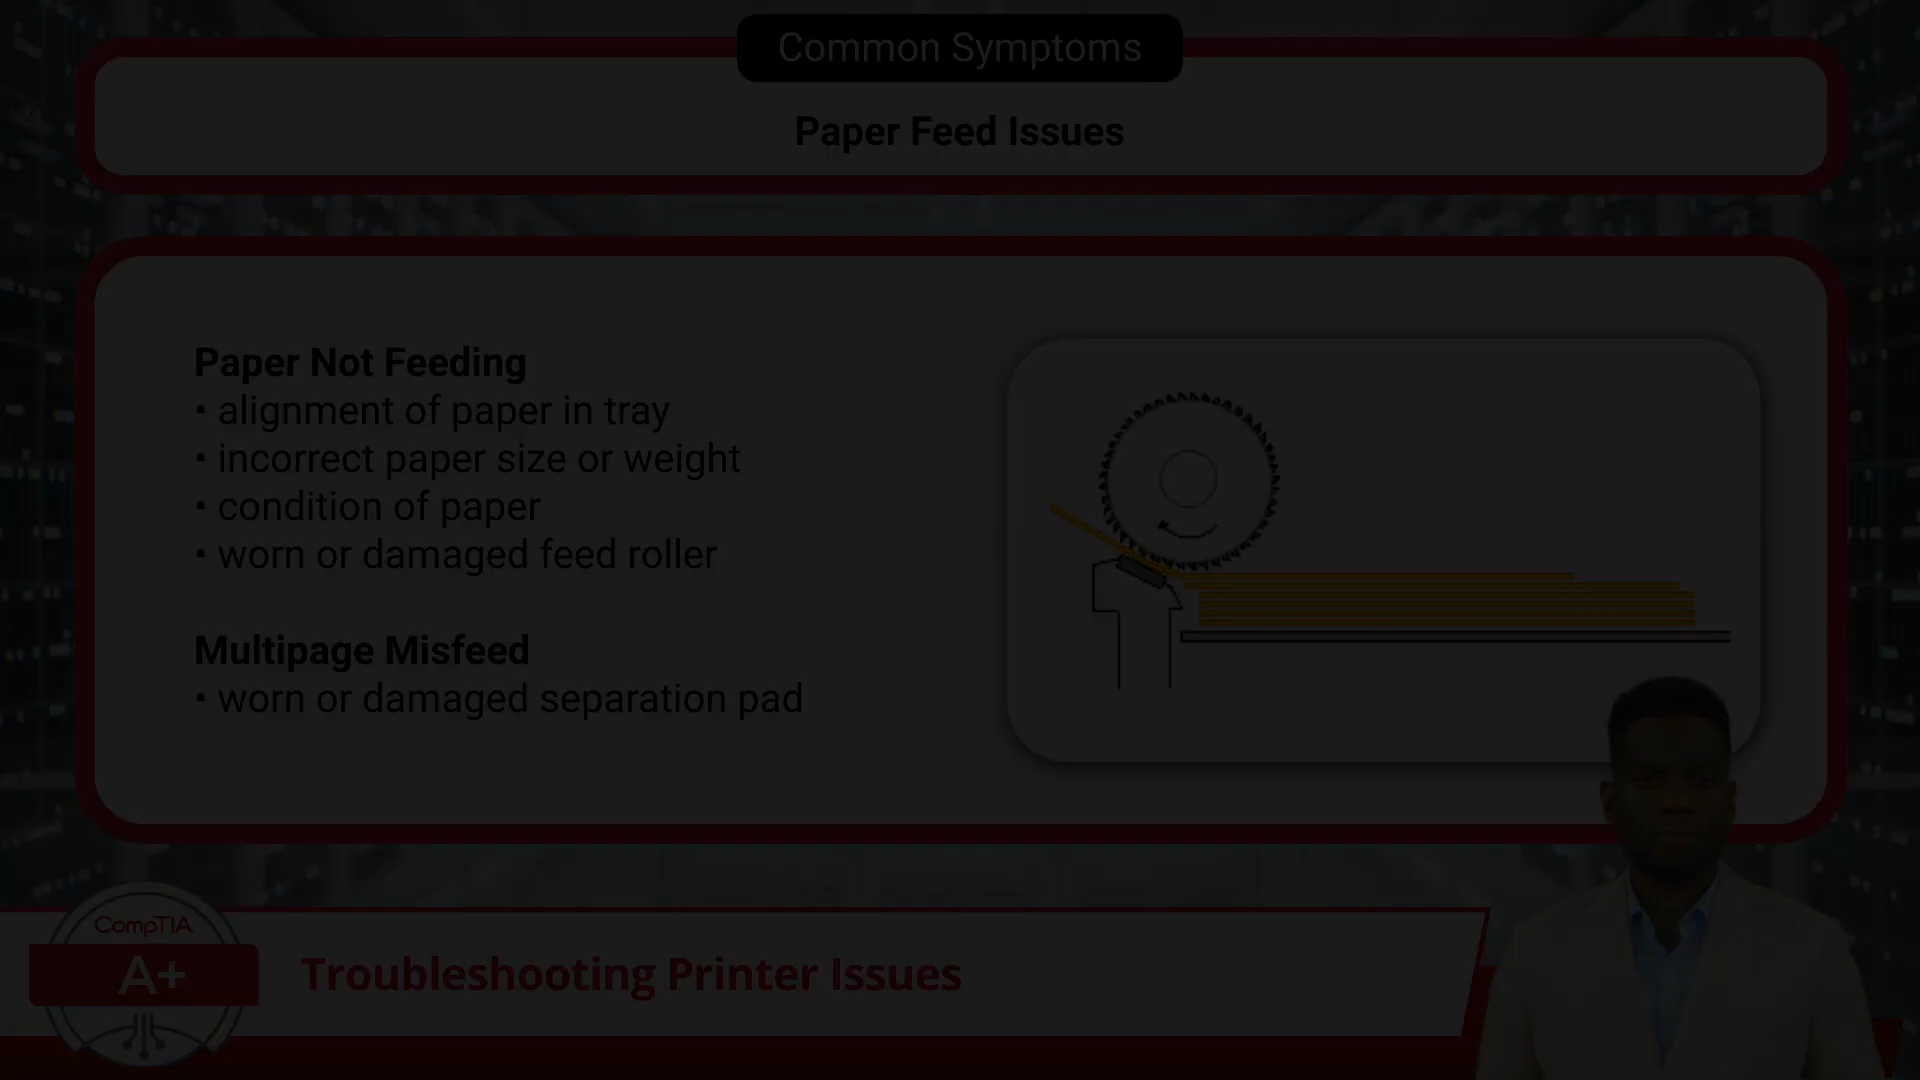 Common Symptoms
Paper Feed Issues
Paper Not Feeding
• alignment of paper in tray
• incorrect paper size or weight
• condition of paper
• worn or damaged feed roller
Multipage Misfeed
• worn or damaged separation pad
CompTIA.
A+
Troubleshooting Printer Issues